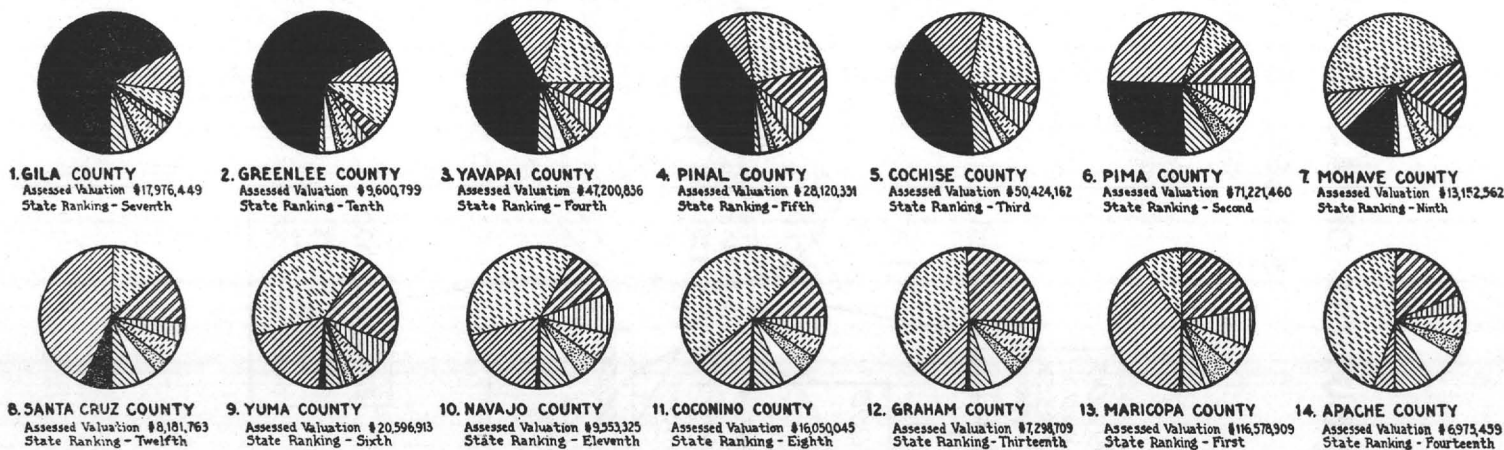 1. GILA COUNTY
Assessed Valuation $17,976,449
State Ranking - Seventh
2. GREENLEE COUNTY
Assessed Valuation $9,600,799
State Ranking - Tenth
3. YAVAPAI COUNTY
Assessed Valuation $47,200,836
State Ranking - Fourth
4. PINAL COUNTY
Assessed Valuation $28,120,331
State Ranking - Fifth
5. COCHISE COUNTY
Assessed Valuation $50,424,162
State Ranking - Third
6. PIMA COUNTY
Assessed Valuation $71,221,460
State Ranking - Second
7. MOHAVE COUNTY
Assessed Valuation $13,152,562
State Ranking - Ninth
8. SANTA CRUZ COUNTY
Assessed Valuation $8,181,763
State Ranking - Twelfth
9. YUMA COUNTY
Assessed Valuation $20,596,913
State Ranking - Sixth
10. NAVAJO COUNTY
Assessed Valuation $9,553,325
State Ranking - Eleventh
11. COCONINO COUNTY
Assessed Valuation $16,050,045
State Ranking - Eighth
12. GRAHAM COUNTY
Assessed Valuation $7,298,709
State Ranking - Thirteenth
13. MARICOPA COUNTY
Assessed Valuation $116,578,909
State Ranking - First
14. APACHE COUNTY
Assessed Valuation $6,975,459
State Ranking - Fourteenth